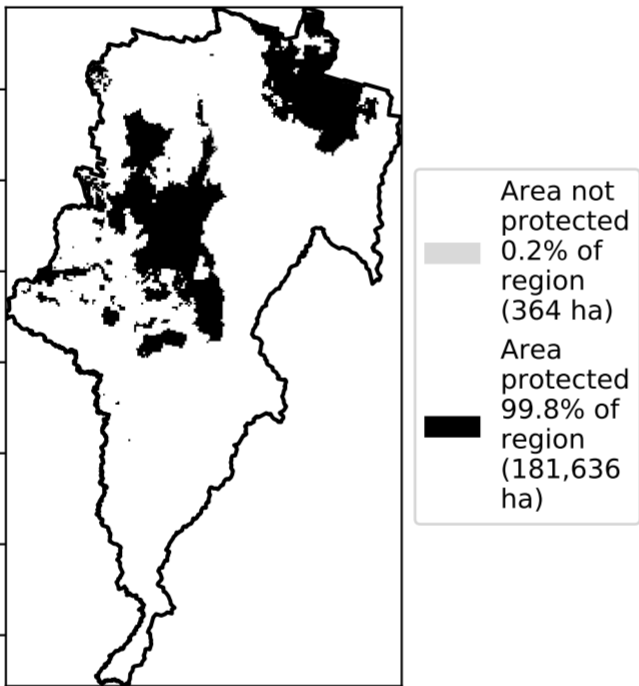 Area not
protected
0.2% of
region
(364 ha)
Area
protected
99.8% of
region
(181,636
ha)